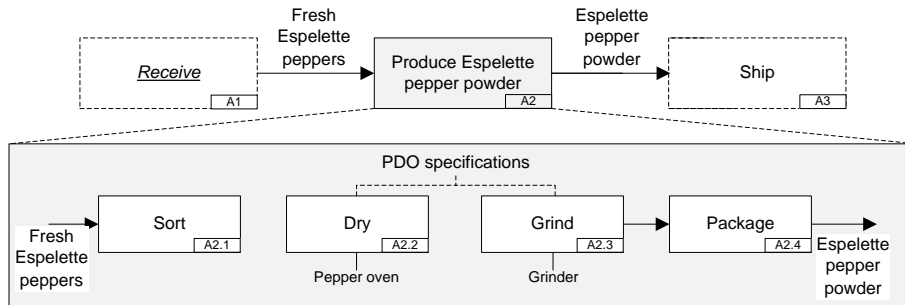 Fresh
Espelette
peppers
Espelette
pepper
powder
Receive
A1
Produce Espelette
pepper powder
A2
Ship
A3
PDO specifications
Fresh
Espelette
peppers
Sort
A2.1
Dry
A2.2
Pepper oven
Grind
A2.3
Grinder
Package
A2.4
Espelette
pepper
powder